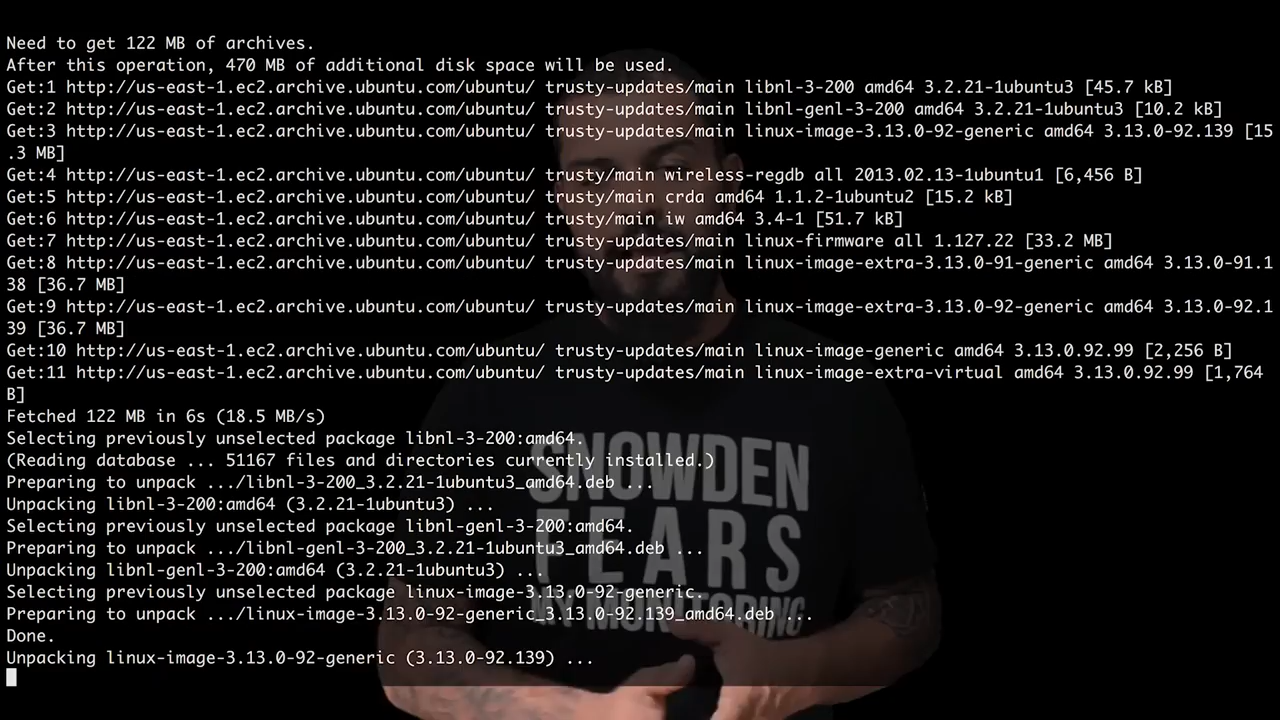 Need to get 122 MB of archives.
After this operation, 470 MB of additional disk space will be used.
Get:1 http://us-east-1.ec2.archive.ubuntu.com/ubuntu/ trusty-updates/main libnl-3-200 amd64 3.2.21-1ubuntu3 [45.7 kB]
Get:2 http://us-east-1.ec2.archive.ubuntu.com/ubuntu/ trusty-updates/main libnl-genl-3-200 amd64 3.2.21-1ubuntu3 [10.2 kB]
Get:3 http://us-east-1.ec2.archive.ubuntu.com/ubuntu/ trusty-updates/main linux-image-3.13.0-92-generic amd64 3.13.0-92.139 [15
.3 MB]
Get:4 http://us-east-1.ec2.archive.ubuntu.com/ubuntu/ trusty/main wireless-regdb all 2013.02.13-1ubuntu1 [6,456 B]
Get:5 http://us-east-1.ec2.archive.ubuntu.com/ubuntu/ trusty/main crda amd64 1.1.2-1ubuntu2 [15.2 kB]
Get:6 http://us-east-1.ec2.archive.ubuntu.com/ubuntu/ trusty/main iw amd64 3.4-1 [51.7 kB]
Get:7 http://us-east-1.ec2.archive.ubuntu.com/ubuntu/ trusty-updates/main linux-firmware all 1.127.22 [33.2 MB]
Get:8 http://us-east-1.ec2.archive.ubuntu.com/ubuntu/ trusty-updates/main linux-image-extra-3.13.0-91-generic amd64 3.13.0-91.1
38 [36.7 MB]
Get:9 http://us-east-1.ec2.archive.ubuntu.com/ubuntu/ trusty-updates/main linux-image-extra-3.13.0-92-generic amd64 3.13.0-92.1
39 [36.7 MB]
Get:10 http://us-east-1.ec2.archive.ubuntu.com/ubuntu/ trusty-updates/main linux-image-generic amd64 3.13.0.92.99 [2,256 B]
Get:11 http://us-east-1.ec2.archive.ubuntu.com/ubuntu/ trusty-updates/main linux-image-extra-virtual amd64 3.13.0.92.99 [1,764
B]
Fetched 122 MB in 6s (18.5 MB/s)
Selecting previously unselected package libnl-3-200:amd64.
(Reading database ... 51167 files and directories currently installed.)
Preparing to unpack .../libnl-3-200_3.2.21-1ubuntu3_amd64.deb ...
Unpacking libnl-3-200:amd64 (3.2.21-1ubuntu3) ...
Selecting previously unselected package libnl-genl-3-200:amd64.
Preparing to unpack .../libnl-genl-3-200_3.2.21-1ubuntu3_amd64.deb ...
Unpacking libnl-genl-3-200:amd64 (3.2.21-1ubuntu3) ...
Selecting previously unselected package linux-image-3.13.0-92-generic.
Preparing to unpack .../linux-image-3.13.0-92-generic_3.13.0-92.139_amd64.deb ...
Done.
Unpacking linux-image-3.13.0-92-generic (3.13.0-92.139) ...
SNOWDEN
FEARS
MY MONITORING